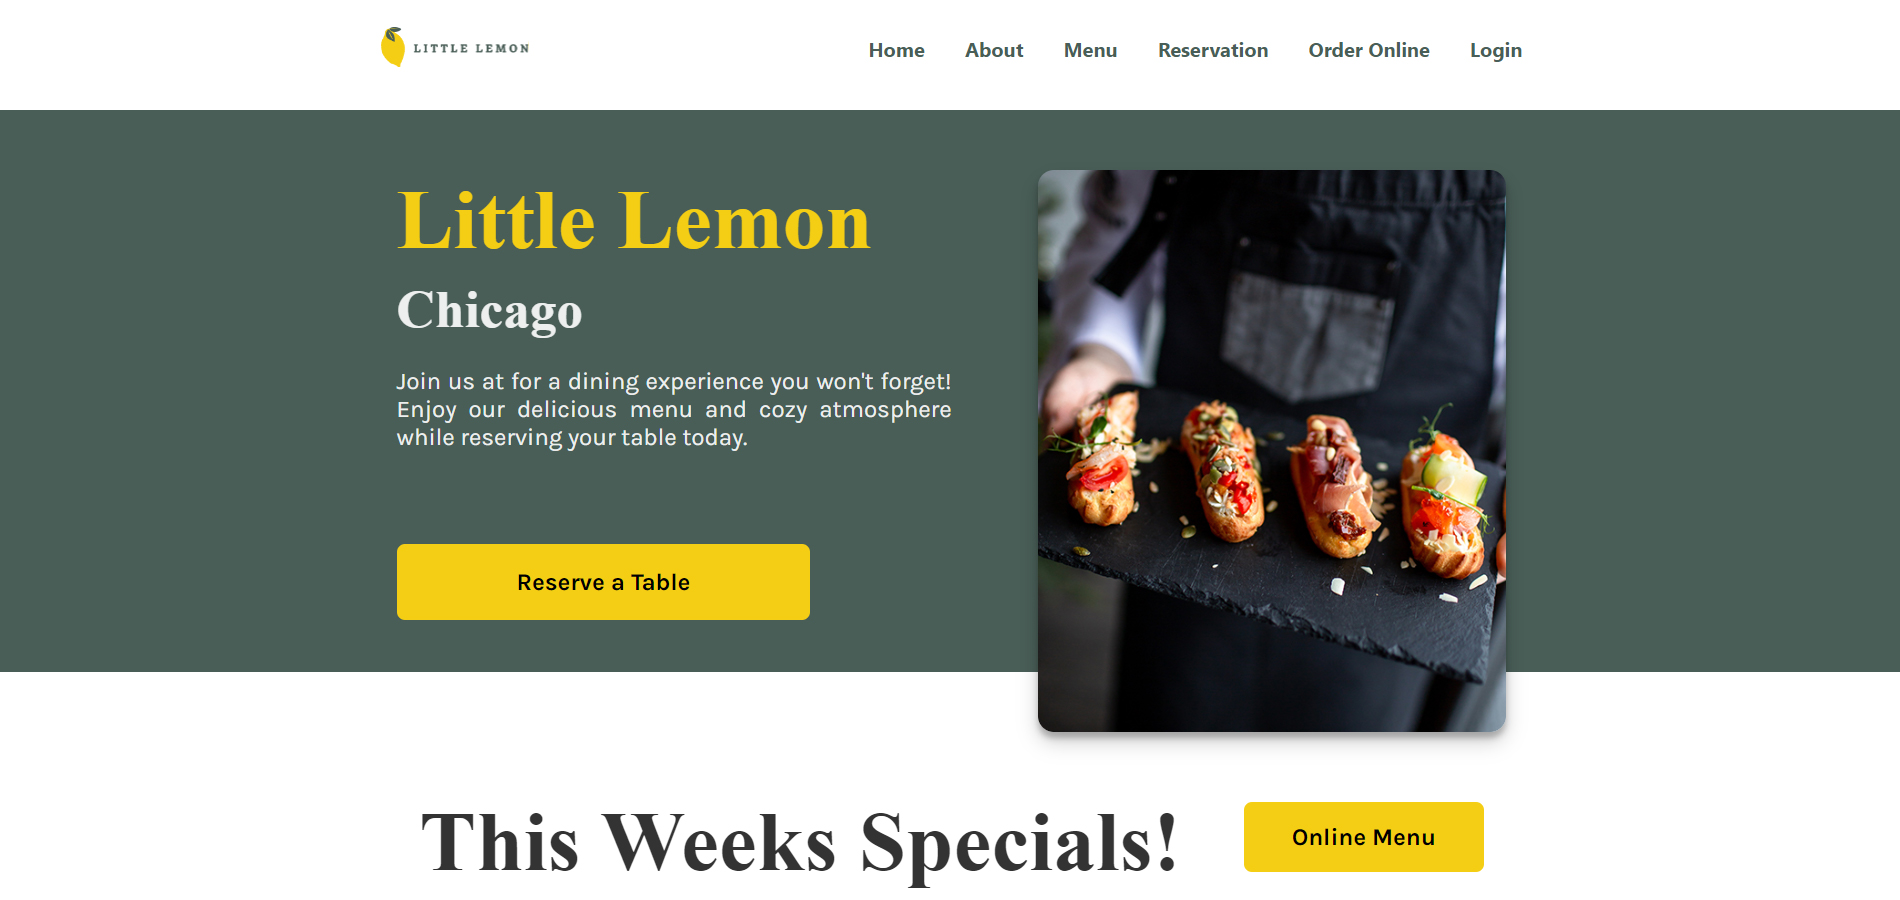 LITTLE LEMON
Home About Menu Reservation Order Online Login
Little Lemon
Chicago
Join us at for a dining experience you won't forget!
Enjoy our delicious menu and cozy atmosphere
while reserving your table today.
Reserve a Table
This Weeks Specials!
Online Menu